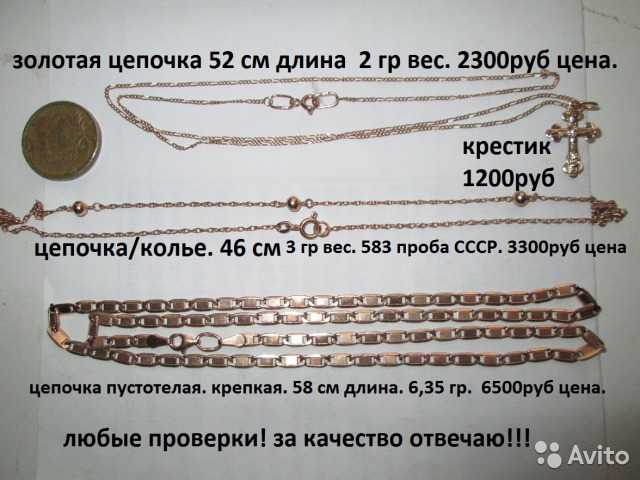 золотая цепочка 52 см длина 2 гр вес. 2300руб цена.
крестик
1200руб
цепочка/колье. 46 см 3 гр вес. 583 проба СССР. 3300руб цена
цепочка пустотелая. крепкая. 58 см длина. 6,35 гр. 6500руб цена.
любые проверки! за качество отвечаю!!!
Avito